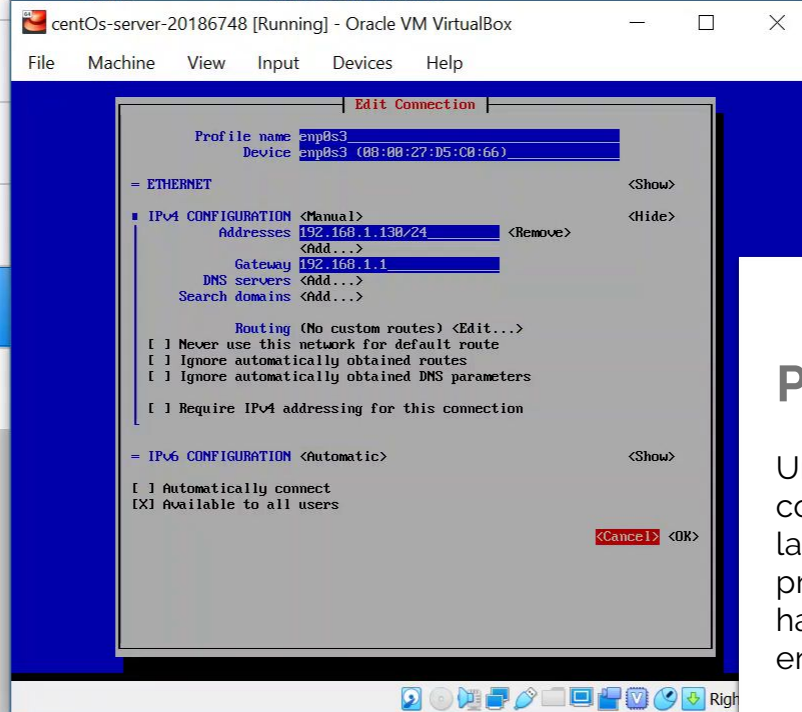 centOs-server-20186748 [Running] - Oracle VM VirtualBox
File Machine View Input Devices Help
Edit Connection
Profile name enp0s3
Device enp0s3 (08:00:27:D5:C0:66)
= ETHERNET <Show>
IPv4 CONFIGURATION <Manual> <Hide>
Addresses 192.168.1.130/24 <Remove>
<Add...>
Gateway 192.168.1.1
DNS servers <Add...>
Search domains <Add...>
Routing (No custom routes) <Edit...>
[ ] Never use this network for default route
[ ] Ignore automatically obtained routes
[ ] Ignore automatically obtained DNS parameters
[ ] Require IPv4 addressing for this connection
= IPv6 CONFIGURATION <Automatic> <Show>
[ ] Automatically connect
[X] Available to all users
<Cancel> <OK>